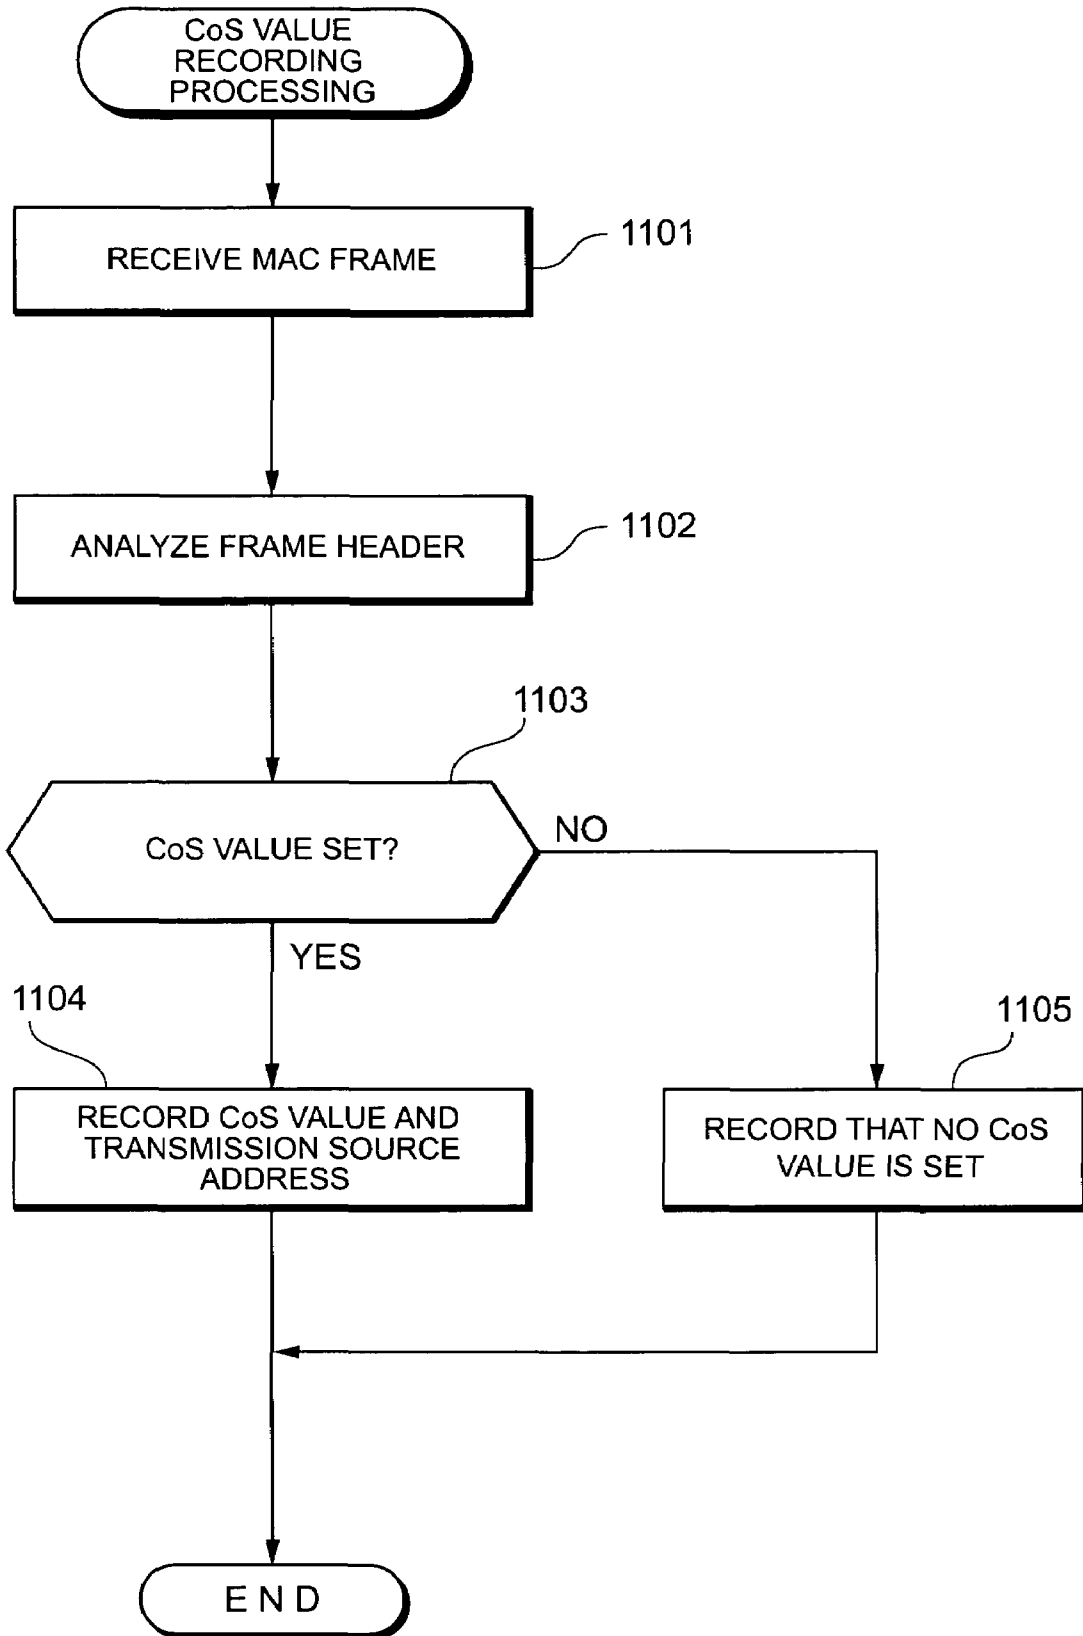 CoS VALUE
RECORDING
PROCESSING
RECEIVE MAC FRAME
1101
ANALYZE FRAME HEADER
1102
1103
CoS VALUE SET?
NO
YES
1104
1105
RECORD CoS VALUE AND
TRANSMISSION SOURCE
ADDRESS
RECORD THAT NO CoS
VALUE IS SET
END